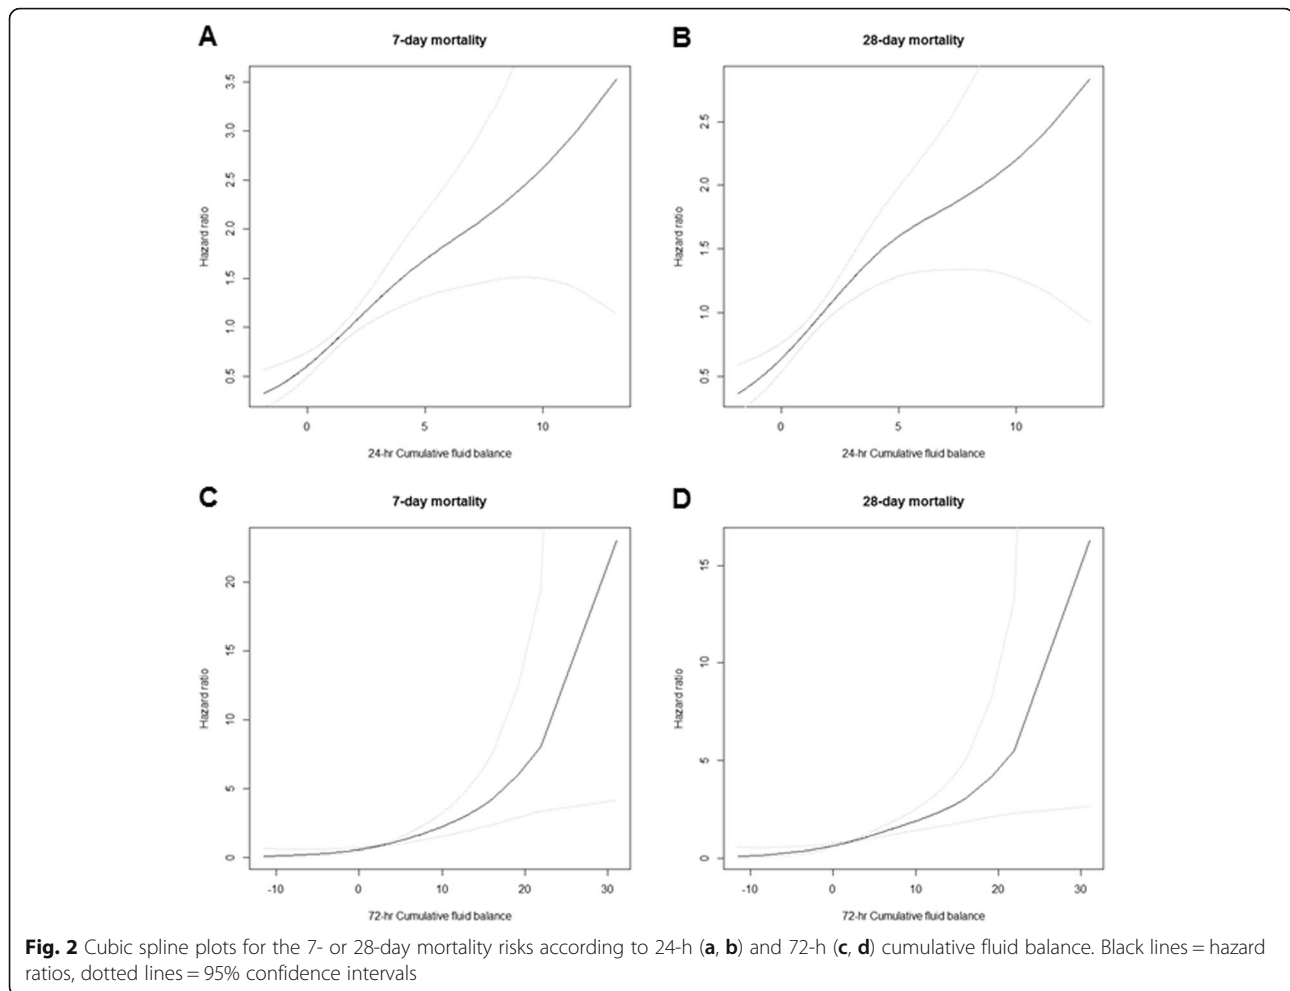 A
7-day mortality
3.5
3.0
2.5
2.0
1.5
1.0
0.5
Hazard ratio
0
5
10
24-hr Cumulative fluid balance
B
28-day mortality
2.5
2.0
1.5
1.0
0.5
Hazard ratio
0
5
10
24-hr Cumulative fluid balance
C
7-day mortality
20
15
10
5
0
Hazard ratio
-10
0
10
20
30
72-hr Cumulative fluid balance
D
28-day mortality
15
10
5
0
Hazard ratio
-10
0
10
20
30
72-hr Cumulative fluid balance
Fig. 2 Cubic spline plots for the 7- or 28-day mortality risks according to 24-h (a, b) and 72-h (c, d) cumulative fluid balance. Black lines = hazard
ratios, dotted lines = 95% confidence intervals